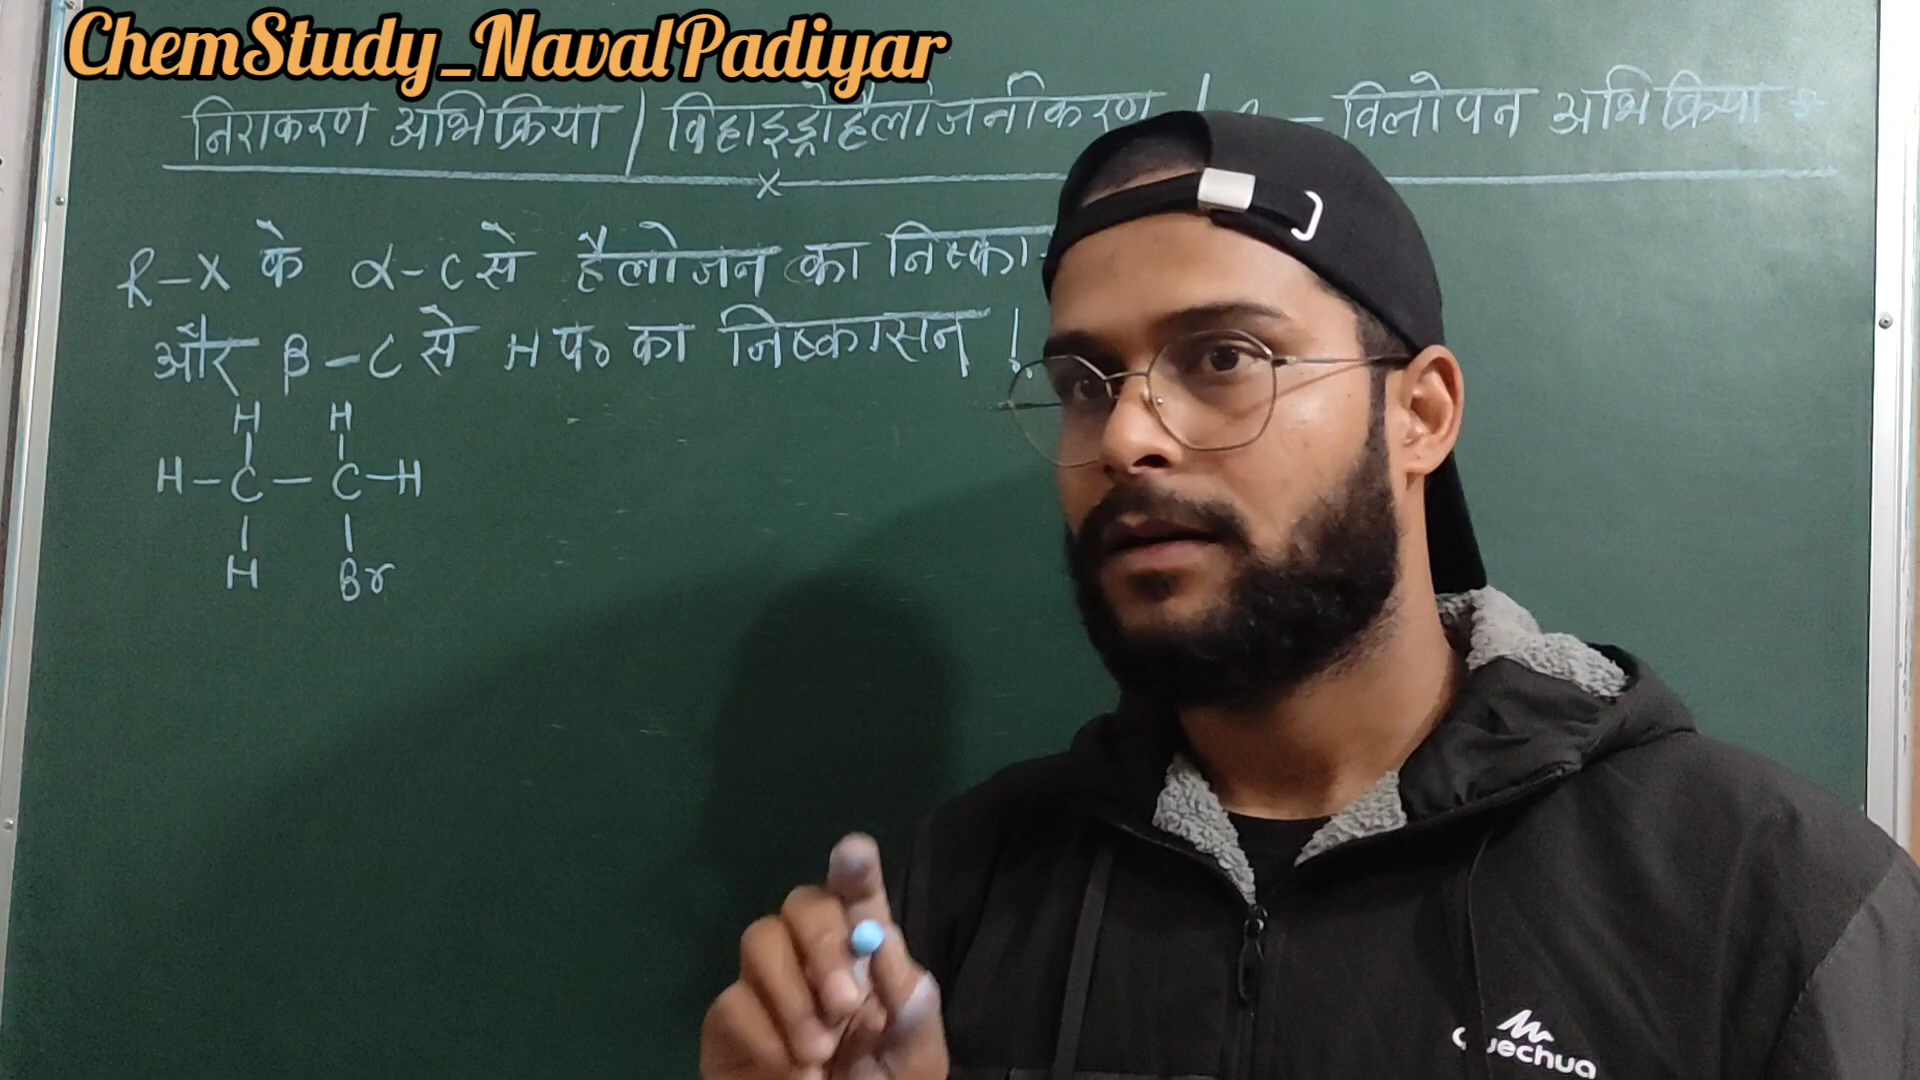 ChemStudy_NavalPadiyar
निराकरण अभिक्रिया / विहाइड्रोहैलोजनीकरण / – विलोपन अभिक्रिया
R–X के α–C से हैलोजन का निष्का
और β–C से H प० का निष्कासन !
H H
H–C–C–H
H Br
Quechua